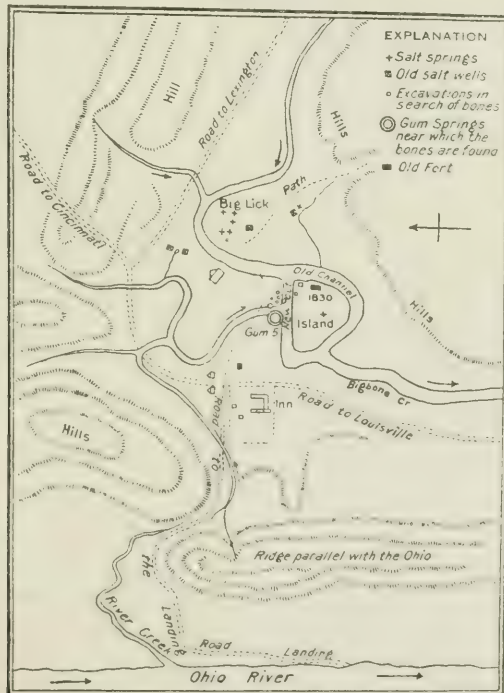 EXPLANATION
+ Salt springs
Old salt wells
Excavations in
search of bones
Gum Springs
near which the
bones are found
Old Fort
Hill
Road to Lexington
Hills
Road to Cincinnati
Path
Big Lick
Old Channel
1830
Island
Gum S
Hills
Bigbone Cr
Inn
Road to Louisville
Hills
Road
to
the
Landing
Ridge parallel with the Ohio
River Creek
Road
Landing
Ohio River